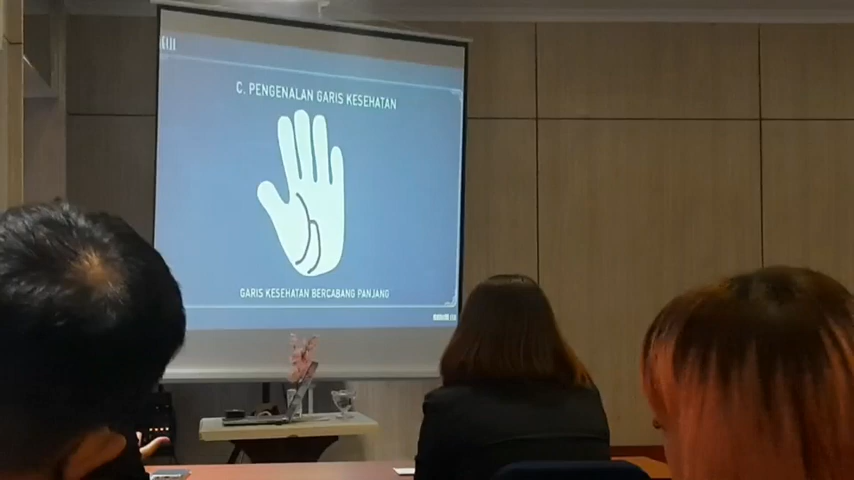 C. PENGENALAN GARIS KESEHATAN
GARIS KESEHATAN BERCABANG PANJANG